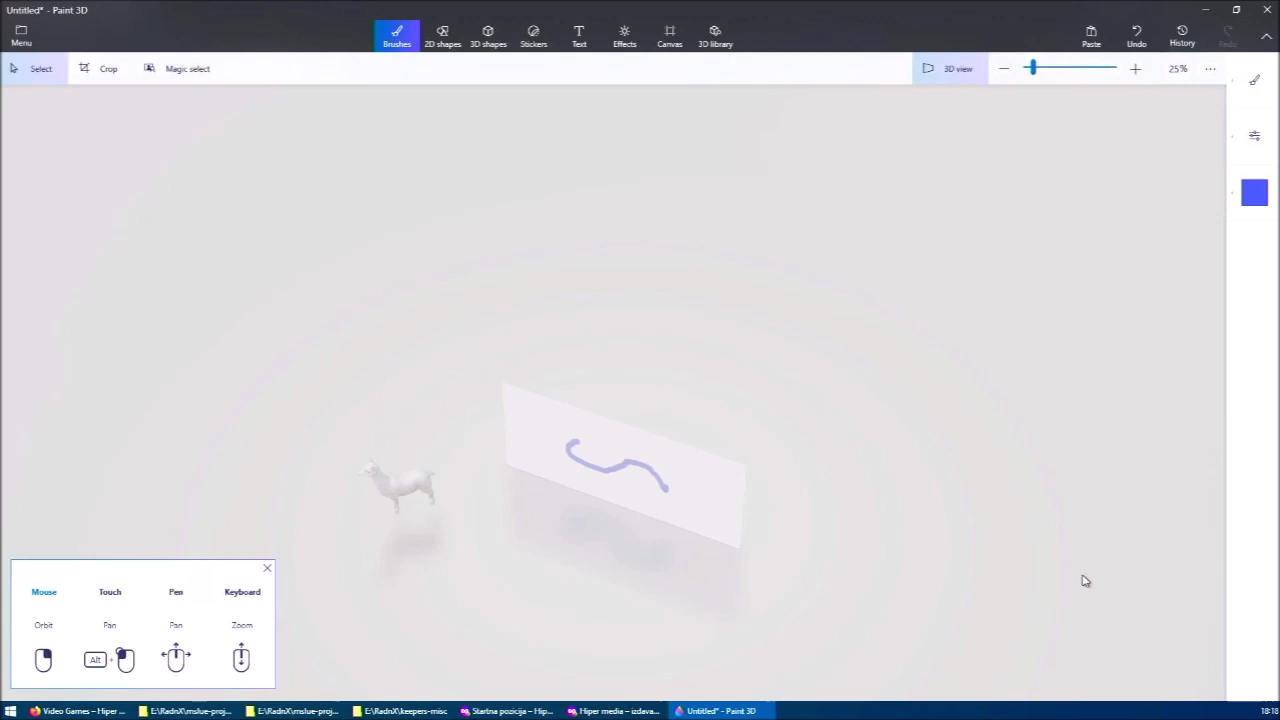 Untitled* - Paint 3D
Menu
Brushes
2D shapes
3D shapes
Stickers
Text
Effects
Canvas
3D library
Paste
Undo
History
Redo
Select
Crop
Magic select
3D view
25%
Mouse
Touch
Pen
Keyboard
Orbit
Pan
Pan
Zoom
Alt
+
Video Games – Hiper ...
E:\RadnX\mslue-proj...
E:\RadnX\mslue-proj...
E:\RadnX\keepers-misc
Startna pozicija – Hip...
Hiper media – izdava...
Untitled* - Paint 3D
18:18